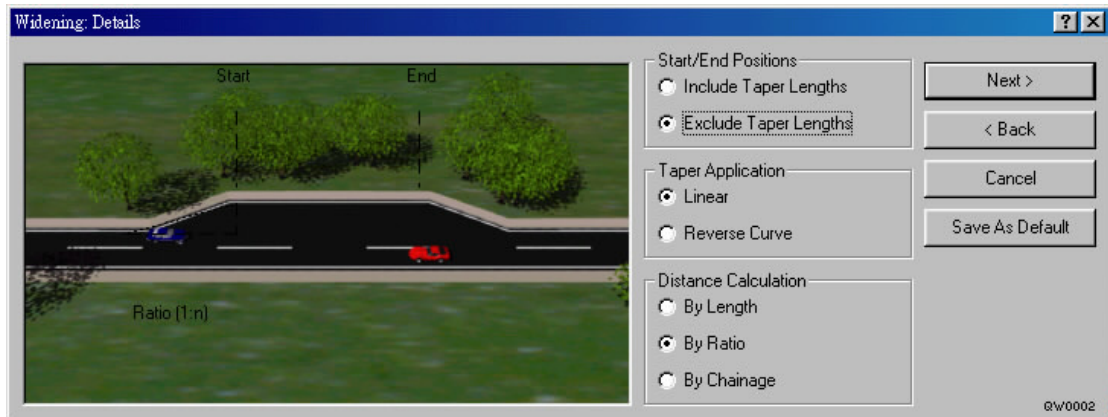 Widening: Details
Start End
Ratio (1:n)
Start/End Positions
Include Taper Lengths
Exclude Taper Lengths
Taper Application
Linear
Reverse Curve
Distance Calculation
By Length
By Ratio
By Chainage
Next >
< Back
Cancel
Save As Default
QW0002